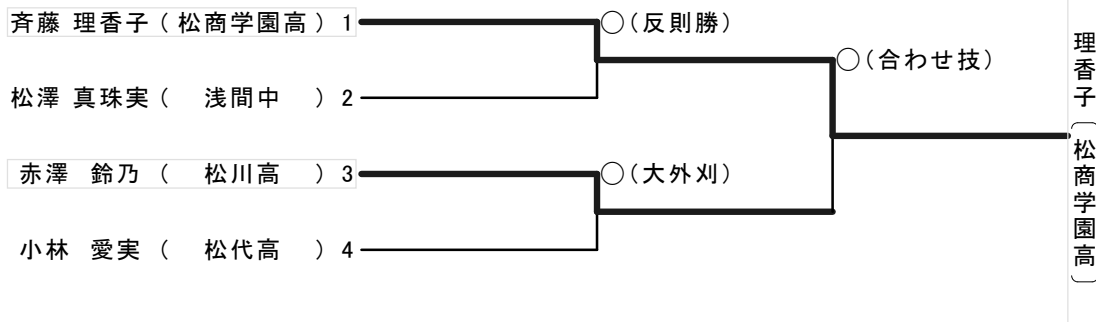 斉藤 理香子 ( 松商学園高 ) 1
○(反則勝)
○(合わせ技)
松澤 真珠実 ( 浅間中 ) 2
赤澤 鈴乃 ( 松川高 ) 3
○(大外刈)
小林 愛実 ( 松代高 ) 4
理香子(松商学園高)